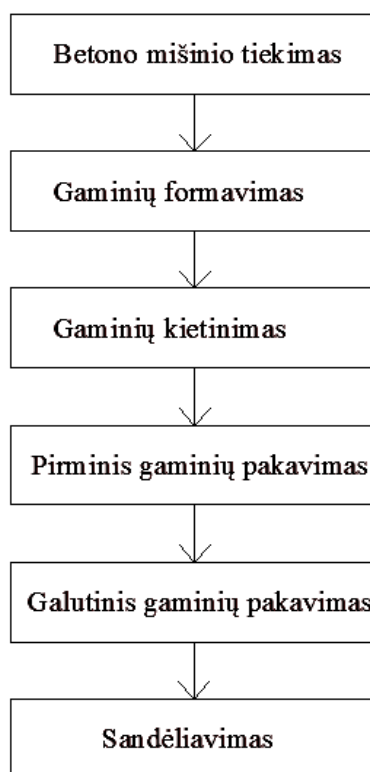 Betono mišinio tiekimas
Gaminių formavimas
Gaminių kietinimas
Pirminis gaminių pakavimas
Galutinis gaminių pakavimas
Sandėliavimas